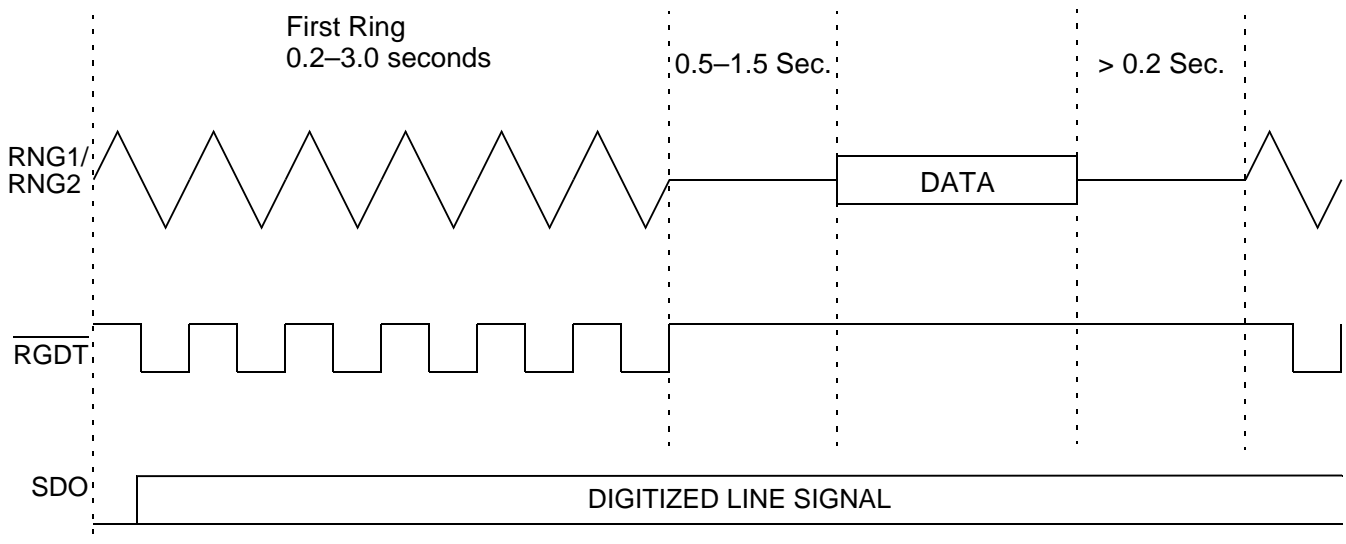 First Ring
0.2–3.0 seconds
0.5–1.5 Sec.
> 0.2 Sec.
RNG1/
RNG2
DATA
RGDT
SDO
DIGITIZED LINE SIGNAL